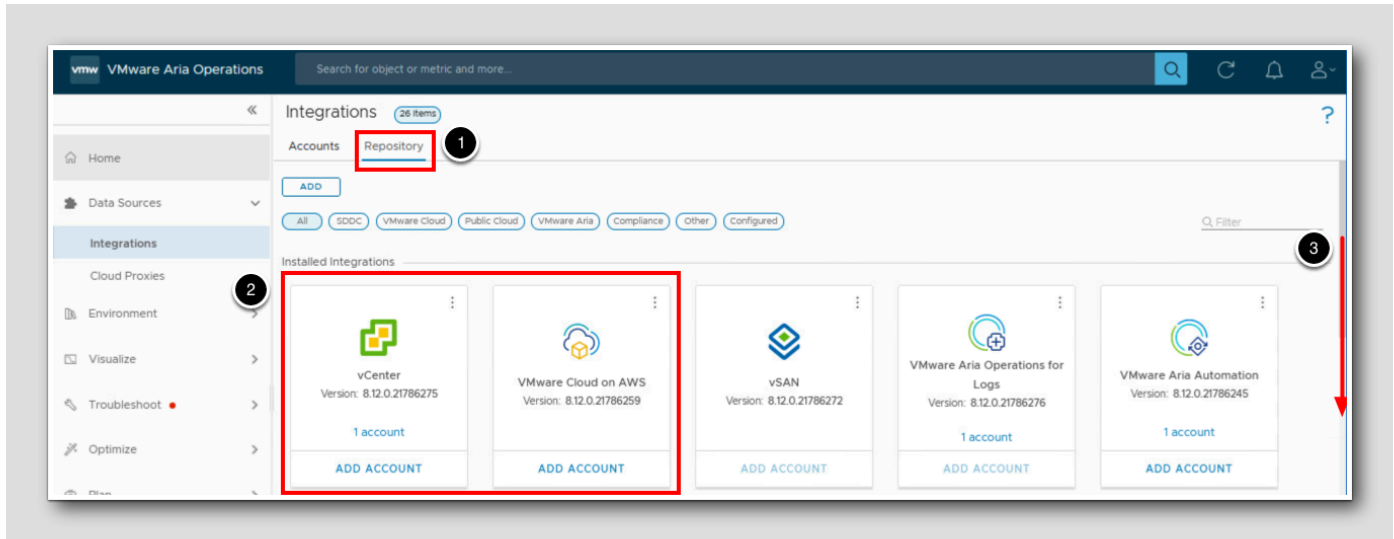 vmw VMware Aria Operations
Search for object or metric and more...
Integrations 26 Items
?
1
Accounts Repository
Home
ADD
Data Sources
All SDDC VMware Cloud Public Cloud VMware Aria Compliance Other Configured
Filter
Integrations
3
Installed Integrations
Cloud Proxies
2
Environment
Visualize
Troubleshoot
Optimize
Plan
vCenter
Version: 8.12.0.21786275
1 account
ADD ACCOUNT
VMware Cloud on AWS
Version: 8.12.0.21786259
ADD ACCOUNT
vSAN
Version: 8.12.0.21786272
ADD ACCOUNT
VMware Aria Operations for
Logs
Version: 8.12.0.21786276
1 account
ADD ACCOUNT
VMware Aria Automation
Version: 8.12.0.21786245
1 account
ADD ACCOUNT